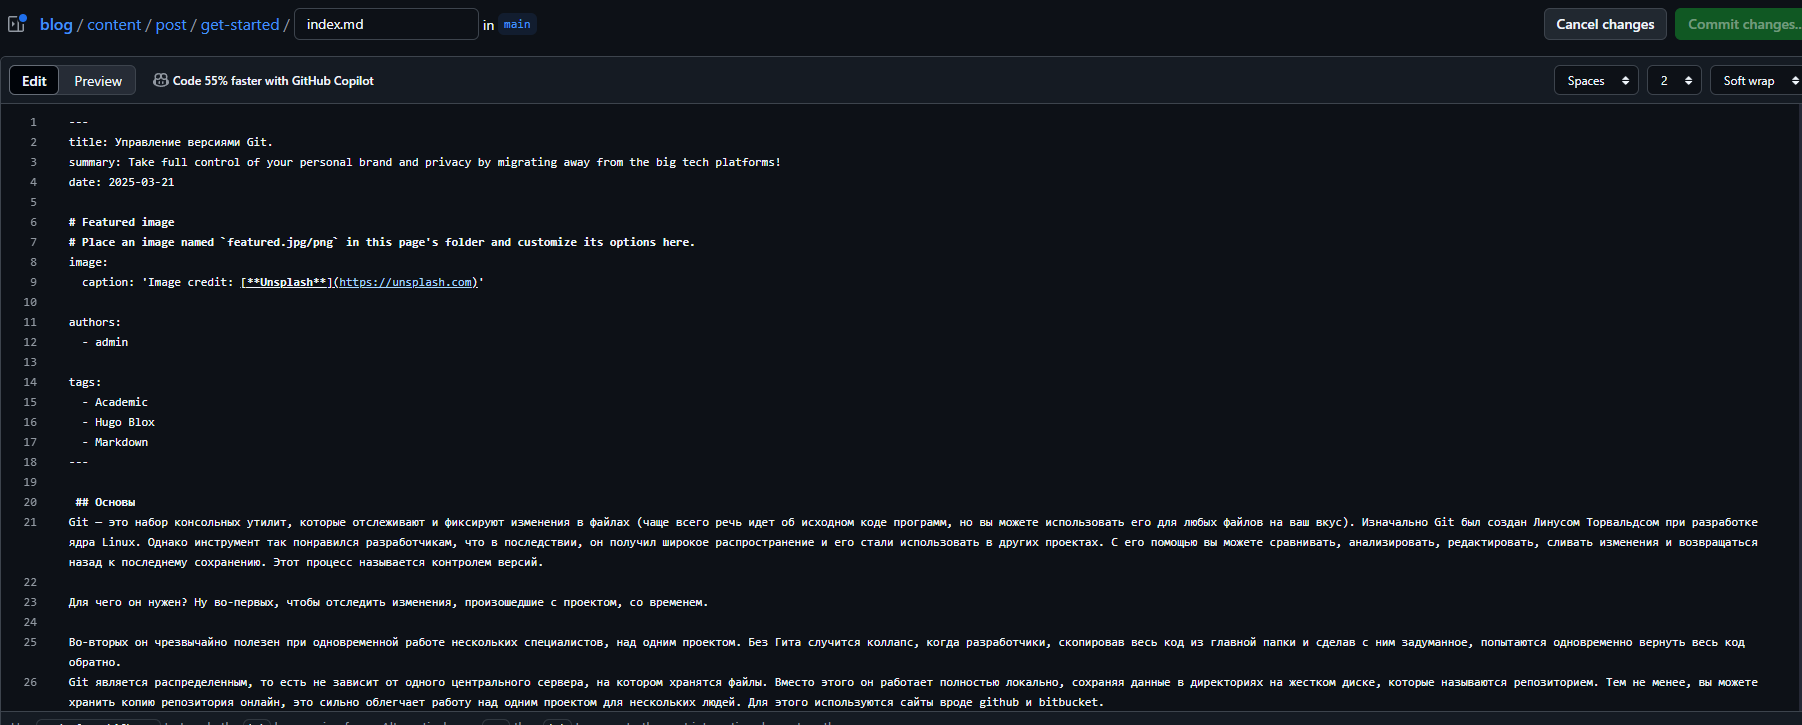 blog / content / post / get-started / index.md in main
Cancel changes
Commit changes...
Edit
Preview
Code 55% faster with GitHub Copilot
Spaces
2
Soft wrap
1 ---
2 title: Управление версиями Git.
3 summary: Take full control of your personal brand and privacy by migrating away from the big tech platforms!
4 date: 2025-03-21
5
6 # Featured image
7 # Place an image named `featured.jpg/png` in this page's folder and customize its options here.
8 image:
9 caption: 'Image credit: [**Unsplash**](https://unsplash.com)'
10
11 authors:
12 - admin
13
14 tags:
15 - Academic
16 - Hugo Blox
17 - Markdown
18 ---
19
20 ## Основы
21 Git — это набор консольных утилит, которые отслеживают и фиксируют изменения в файлах (чаще всего речь идет об исходном коде программ, но вы можете использовать его для любых файлов на ваш вкус). Изначально Git был создан Линусом Торвальдсом при разработке
ядра Linux. Однако инструмент так понравился разработчикам, что в последствии, он получил широкое распространение и его стали использовать в других проектах. С его помощью вы можете сравнивать, анализировать, редактировать, сливать изменения и возвращаться
назад к последнему сохранению. Этот процесс называется контролем версий.
22
23 Для чего он нужен? Ну во-первых, чтобы отследить изменения, произошедшие с проектом, со временем.
24
25 Во-вторых он чрезвычайно полезен при одновременной работе нескольких специалистов, над одним проектом. Без Гита случится коллапс, когда разработчики, скопировав весь код из главной папки и сделав с ним задуманное, попытаются одновременно вернуть весь код
обратно.
26 Git является распределенным, то есть не зависит от одного центрального сервера, на котором хранятся файлы. Вместо этого он работает полностью локально, сохраняя данные в директориях на жестком диске, которые называются репозиторием. Тем не менее, вы можете
хранить копию репозитория онлайн, это сильно облегчает работу над одним проектом для нескольких людей. Для этого используются сайты вроде github и bitbucket.